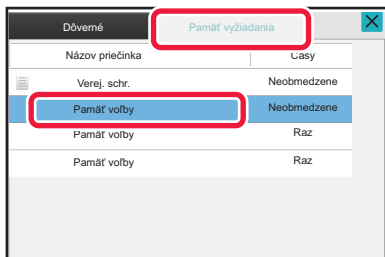 Dôverné Pamäť vyžiadania
Názov priečinka Časy
Verej. schr. Neobmedzene
Pamäť voľby Neobmedzene
Pamäť voľby Raz
Pamäť voľby Raz